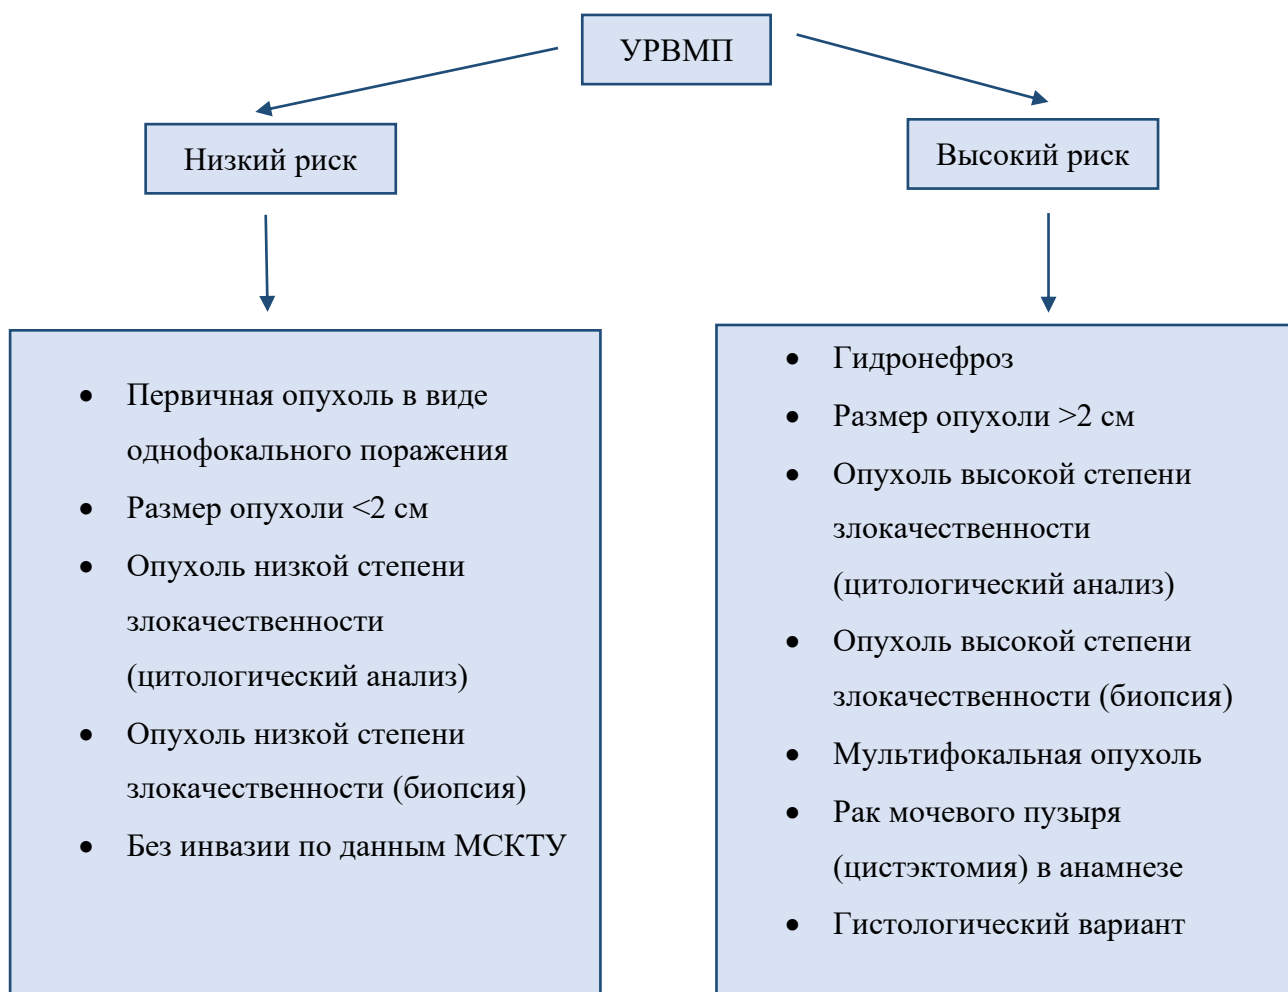 УРВМП
Низкий риск
Высокий риск
• Первичная опухоль в виде
однофокального поражения
• Размер опухоли <2 см
• Опухоль низкой степени
злокачественности
(цитологический анализ)
• Опухоль низкой степени
злокачественности (биопсия)
• Без инвазии по данным МСКТУ
• Гидронефроз
• Размер опухоли >2 см
• Опухоль высокой степени
злокачественности
(цитологический анализ)
• Опухоль высокой степени
злокачественности (биопсия)
• Мультифокальная опухоль
• Рак мочевого пузыря
(цистэктомия) в анамнезе
• Гистологический вариант